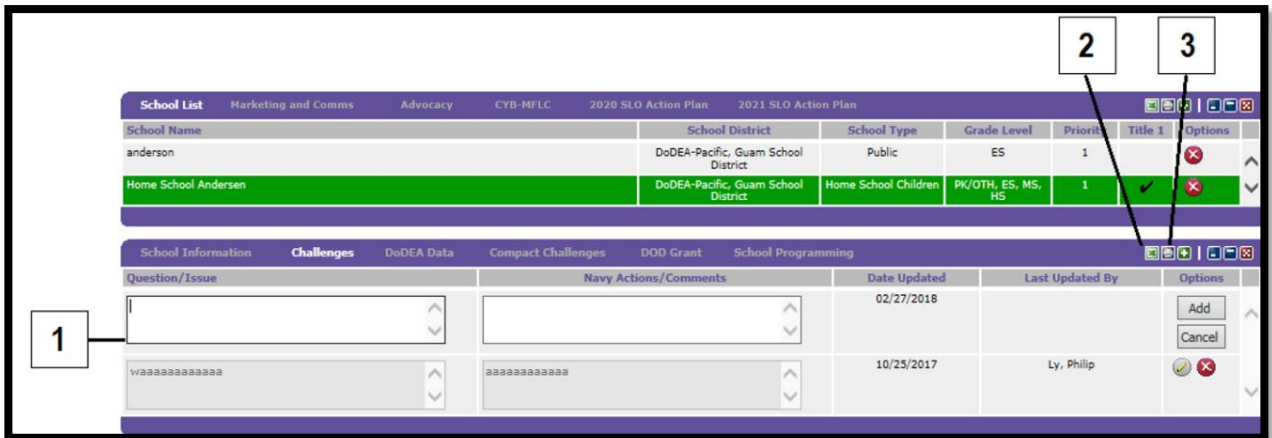 2 3
School List Marketing and Comms Advocacy CYB-MFLC 2020 SLO Action Plan 2021 SLO Action Plan
School Name School District School Type Grade Level Priority Title 1 Options
anderson DoDEA-Pacific, Guam School District Public ES 1
Home School Andersen DoDEA-Pacific, Guam School District Home School Children PK/OTH, ES, MS, HS 1
School Information Challenges DoDEA Data Compact Challenges DOD Grant School Programming
Question/Issue Navy Actions/Comments Date Updated Last Updated By Options
02/27/2018 Add
Cancel
1
waaaaaaaaaaaa aaaaaaaaaaaa 10/25/2017 Ly, Philip